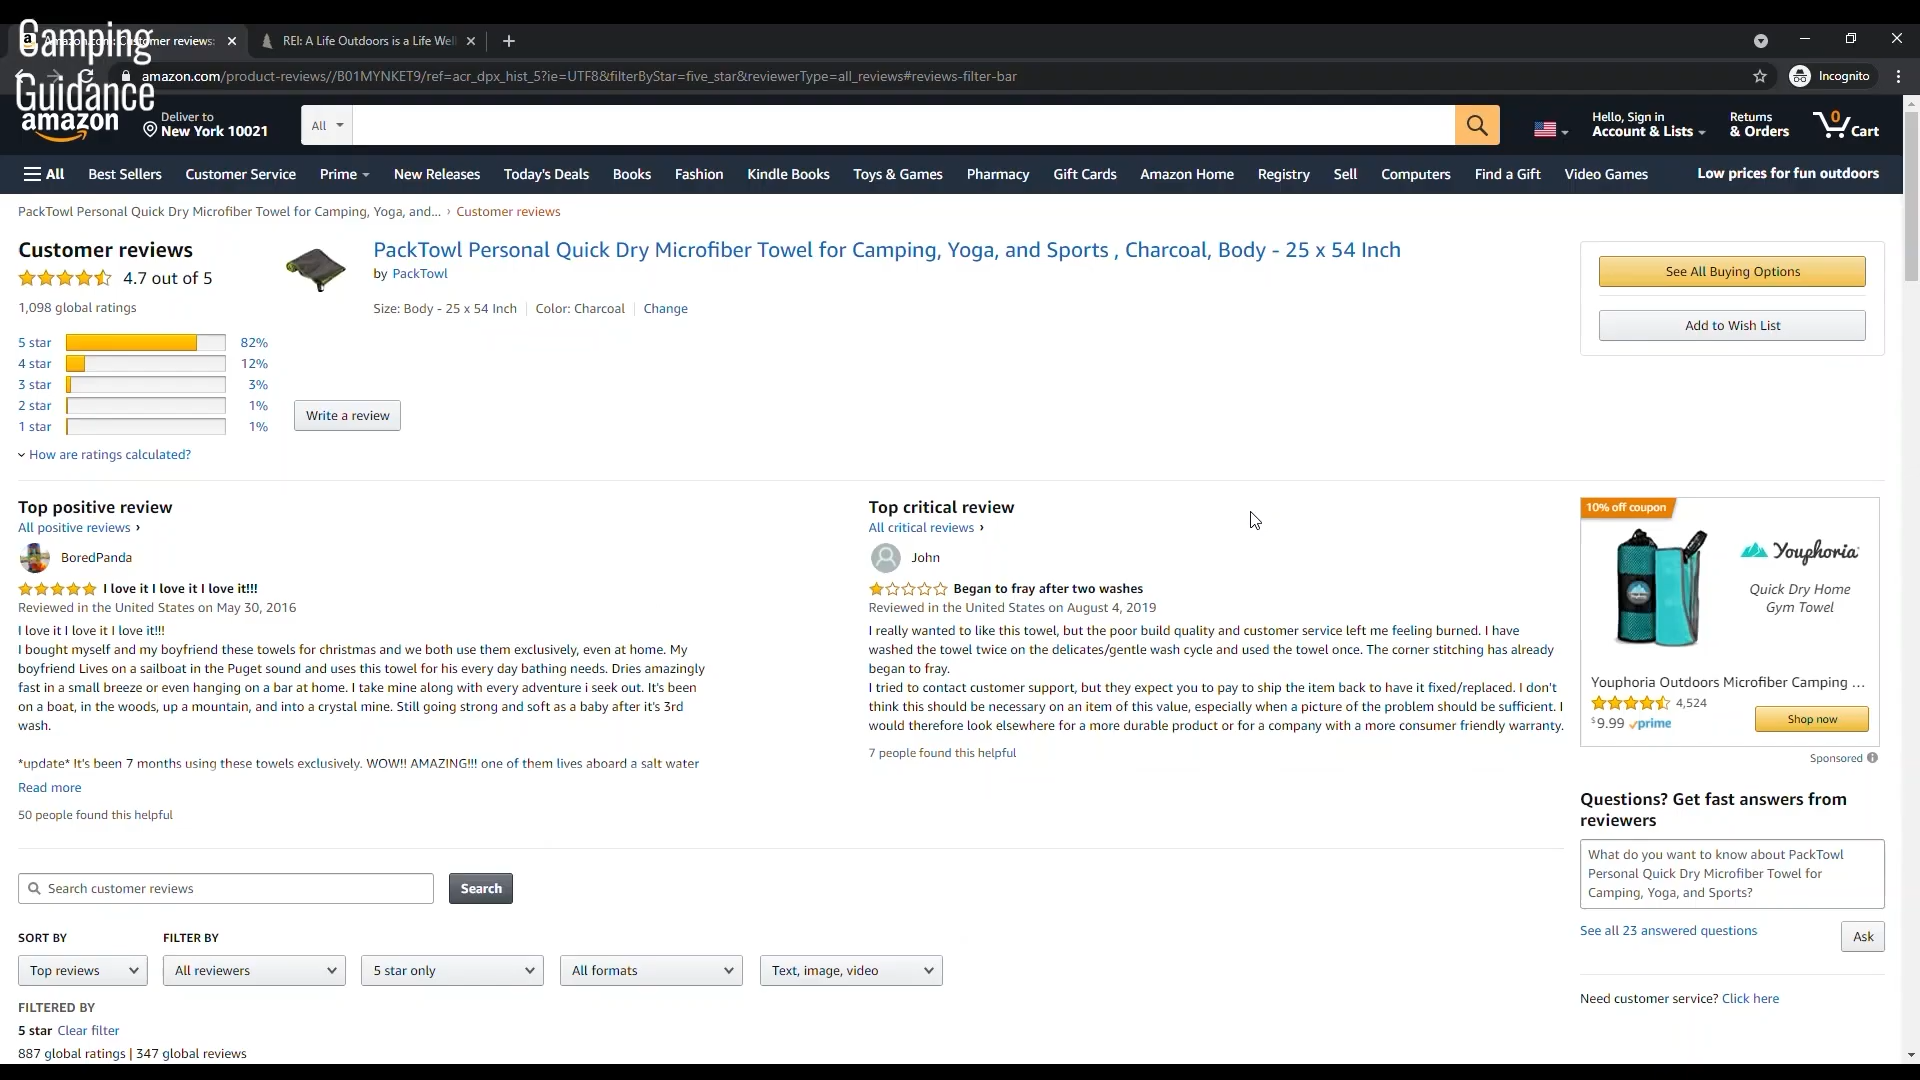 Camping
Guidance
Amazon.com: Customer reviews:
REI: A Life Outdoors is a Life Well
amazon.com/product-reviews//B01MYNKET9/ref=acr_dpx_hist_5?ie=UTF8&filterByStar=five_star&reviewerType=all_reviews#reviews-filter-bar
Incognito
amazon
Deliver to
New York 10021
All
Hello, Sign in
Account & Lists
Returns
& Orders
0
Cart
All
Best Sellers
Customer Service
Prime
New Releases
Today's Deals
Books
Fashion
Kindle Books
Toys & Games
Pharmacy
Gift Cards
Amazon Home
Registry
Sell
Computers
Find a Gift
Video Games
Low prices for fun outdoors
PackTowl Personal Quick Dry Microfiber Towel for Camping, Yoga, and... › Customer reviews
Customer reviews
4.7 out of 5
1,098 global ratings
5 star 82%
4 star 12%
3 star 3%
2 star 1%
1 star 1%
How are ratings calculated?
PackTowl Personal Quick Dry Microfiber Towel for Camping, Yoga, and Sports , Charcoal, Body - 25 x 54 Inch
by PackTowl
Size: Body - 25 x 54 Inch | Color: Charcoal | Change
Write a review
See All Buying Options
Add to Wish List
Top positive review
All positive reviews ›
BoredPanda
I love it I love it I love it!!!
Reviewed in the United States on May 30, 2016
I love it I love it I love it!!!
I bought myself and my boyfriend these towels for christmas and we both use them exclusively, even at home. My
boyfriend Lives on a sailboat in the Puget sound and uses this towel for his every day bathing needs. Dries amazingly
fast in a small breeze or even hanging on a bar at home. I take mine along with every adventure i seek out. It's been
on a boat, in the woods, up a mountain, and into a crystal mine. Still going strong and soft as a baby after it's 3rd
wash.
*update* It's been 7 months using these towels exclusively. WOW!! AMAZING!!! one of them lives aboard a salt water
Read more
50 people found this helpful
Top critical review
All critical reviews ›
John
Began to fray after two washes
Reviewed in the United States on August 4, 2019
I really wanted to like this towel, but the poor build quality and customer service left me feeling burned. I have
washed the towel twice on the delicates/gentle wash cycle and used the towel once. The corner stitching has already
began to fray.
I tried to contact customer support, but they expect you to pay to ship the item back to have it fixed/replaced. I don't
think this should be necessary on an item of this value, especially when a picture of the problem should be sufficient. I
would therefore look elsewhere for a more durable product or for a company with a more consumer friendly warranty.
7 people found this helpful
10% off coupon
Youphoria
Quick Dry Home
Gym Towel
Youphoria Outdoors Microfiber Camping ...
4,524
$9.99 prime
Shop now
Sponsored
Questions? Get fast answers from
reviewers
What do you want to know about PackTowl
Personal Quick Dry Microfiber Towel for
Camping, Yoga, and Sports?
See all 23 answered questions
Ask
Need customer service? Click here
Search customer reviews
Search
SORT BY
FILTER BY
Top reviews
All reviewers
5 star only
All formats
Text, image, video
FILTERED BY
5 star Clear filter
887 global ratings | 347 global reviews